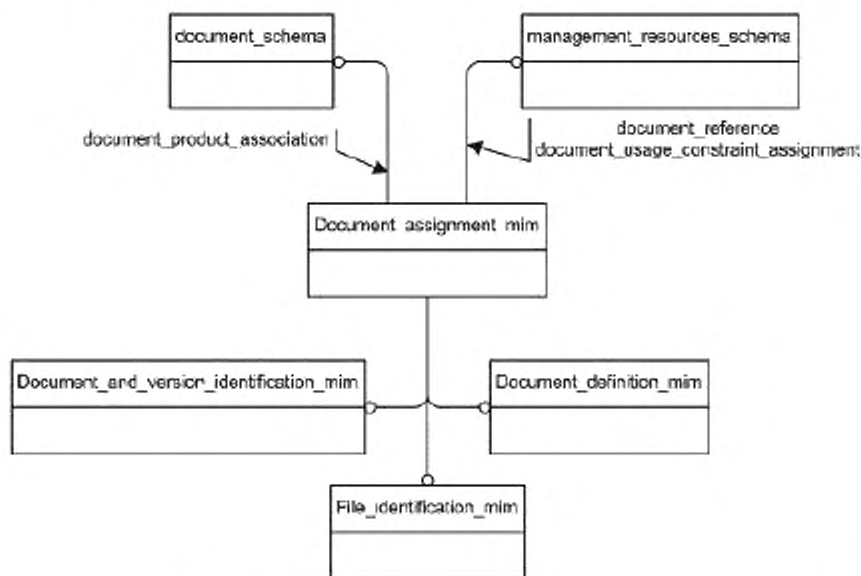 document_schema
management_resources_schema
document_product_association
document_reference
document_usage_constraint_assignment
Document_assignment_mim
Document_and_version_identification_mim
Document_definition_mim
File_identification_mim